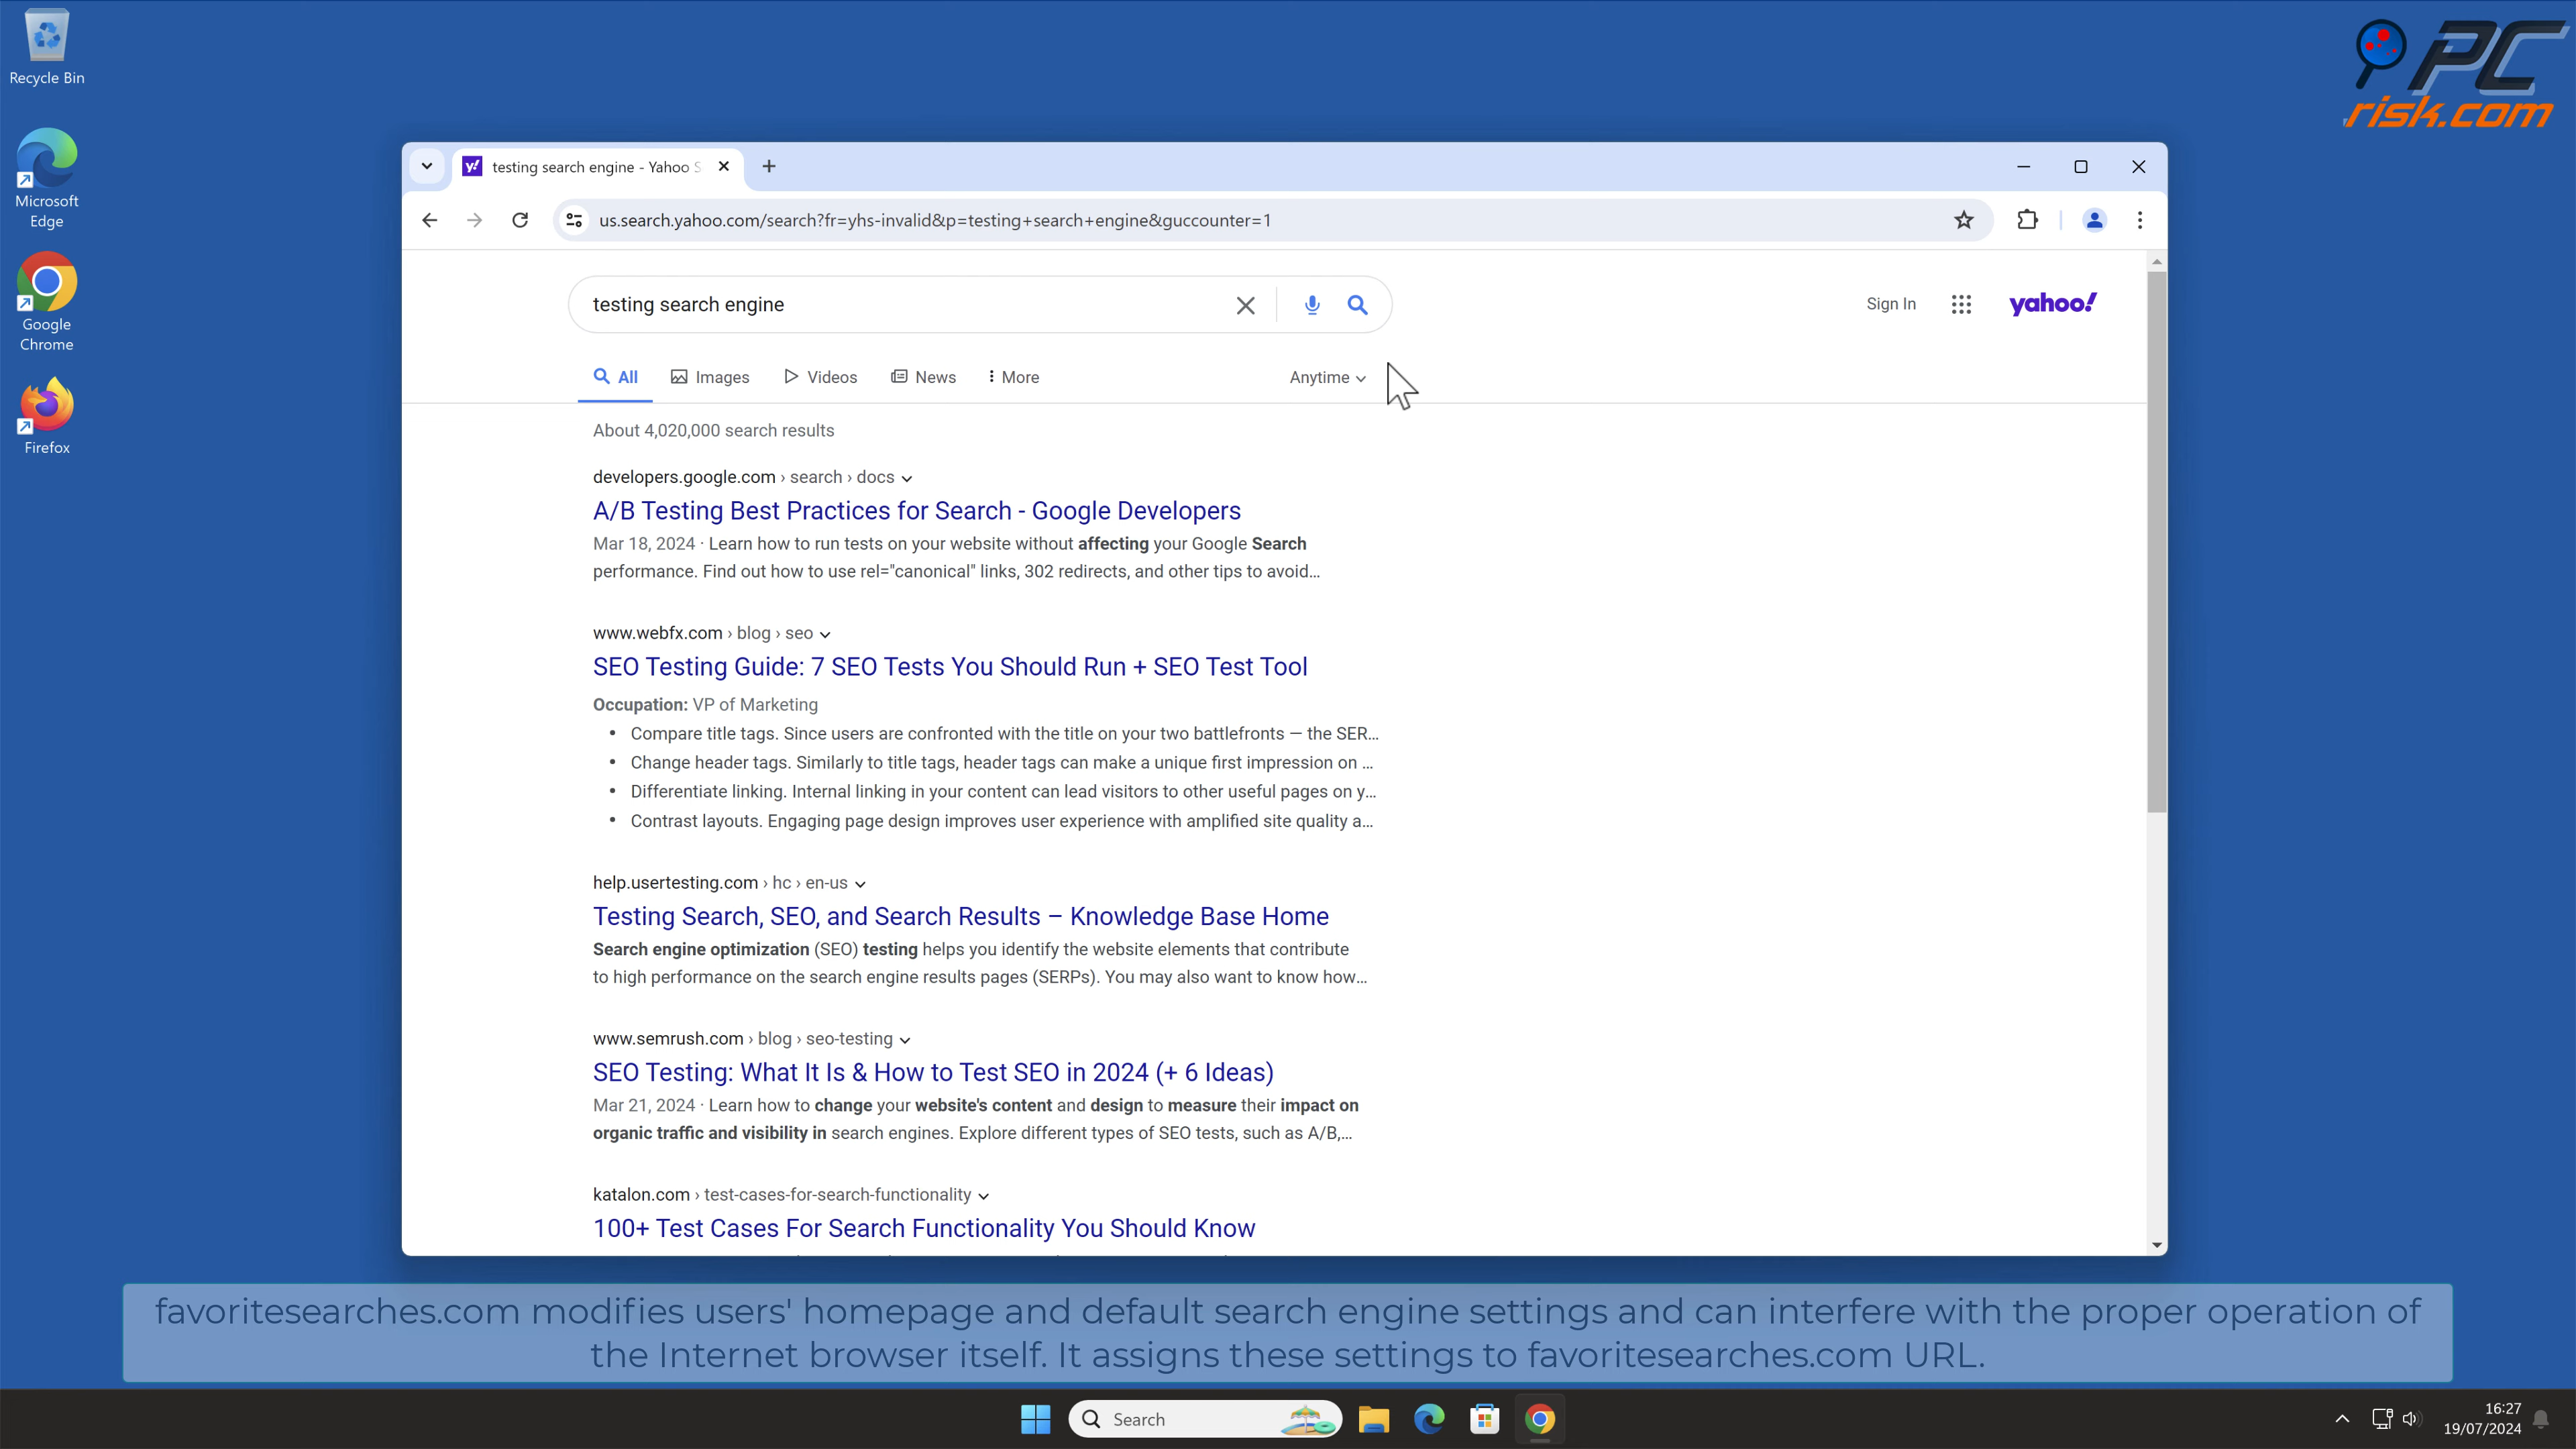 Recycle Bin
PC
risk.com
Microsoft
Edge
Google
Chrome
Firefox
testing search engine - Yahoo S
us.search.yahoo.com/search?fr=yhs-invalid&p=testing+search+engine&guccounter=1
testing search engine
Sign In
yahoo!
All Images Videos News More Anytime
About 4,020,000 search results
developers.google.com › search › docs
A/B Testing Best Practices for Search - Google Developers
Mar 18, 2024 · Learn how to run tests on your website without affecting your Google Search
performance. Find out how to use rel="canonical" links, 302 redirects, and other tips to avoid...
www.webfx.com › blog › seo
SEO Testing Guide: 7 SEO Tests You Should Run + SEO Test Tool
Occupation: VP of Marketing
• Compare title tags. Since users are confronted with the title on your two battlefronts — the SER...
• Change header tags. Similarly to title tags, header tags can make a unique first impression on ...
• Differentiate linking. Internal linking in your content can lead visitors to other useful pages on y...
• Contrast layouts. Engaging page design improves user experience with amplified site quality a...
help.usertesting.com › hc › en-us
Testing Search, SEO, and Search Results – Knowledge Base Home
Search engine optimization (SEO) testing helps you identify the website elements that contribute
to high performance on the search engine results pages (SERPs). You may also want to know how...
www.semrush.com › blog › seo-testing
SEO Testing: What It Is & How to Test SEO in 2024 (+ 6 Ideas)
Mar 21, 2024 · Learn how to change your website's content and design to measure their impact on
organic traffic and visibility in search engines. Explore different types of SEO tests, such as A/B,...
katalon.com › test-cases-for-search-functionality
100+ Test Cases For Search Functionality You Should Know
favoritesearches.com modifies users' homepage and default search engine settings and can interfere with the proper operation of
the Internet browser itself. It assigns these settings to favoritesearches.com URL.
Search
16:27
19/07/2024